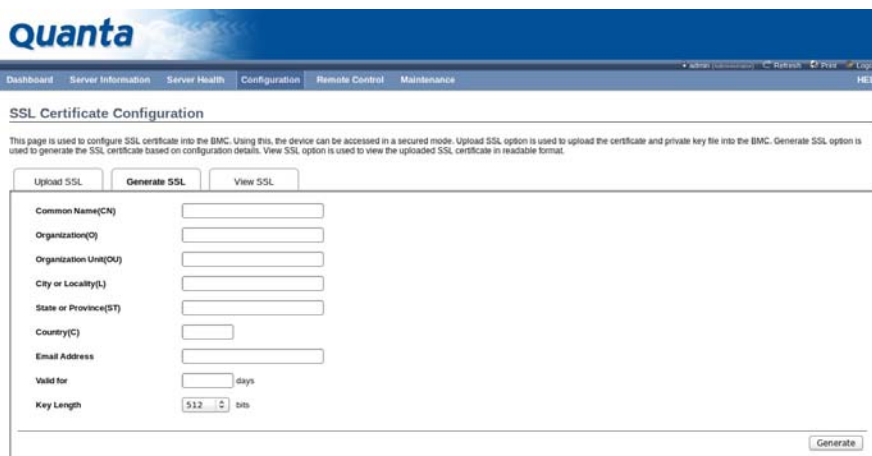 Quanta
• admin (Administrator) Refresh Print
Dashboard Server Information Server Health Configuration Remote Control Maintenance
SSL Certificate Configuration
This page is used to configure SSL certificate into the BMC. Using this, the device can be accessed in a secured mode. Upload SSL option is used to upload the certificate and private key file into the BMC. Generate SSL option is
used to generate the SSL certificate based on configuration details. View SSL option is used to view the uploaded SSL certificate in readable format.
Upload SSL Generate SSL View SSL
Common Name(CN)
Organization(O)
Organization Unit(OU)
City or Locality(L)
State or Province(ST)
Country(C)
Email Address
Valid for days
Key Length 512 bits
Generate